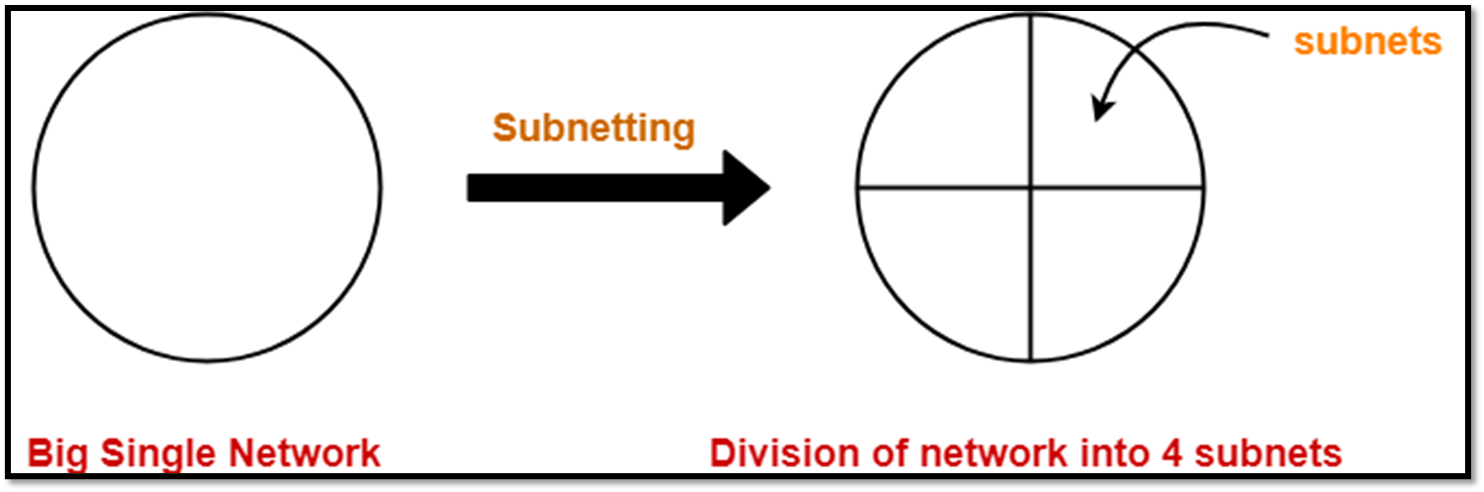 subnets
Subnetting
Big Single Network
Division of network into 4 subnets